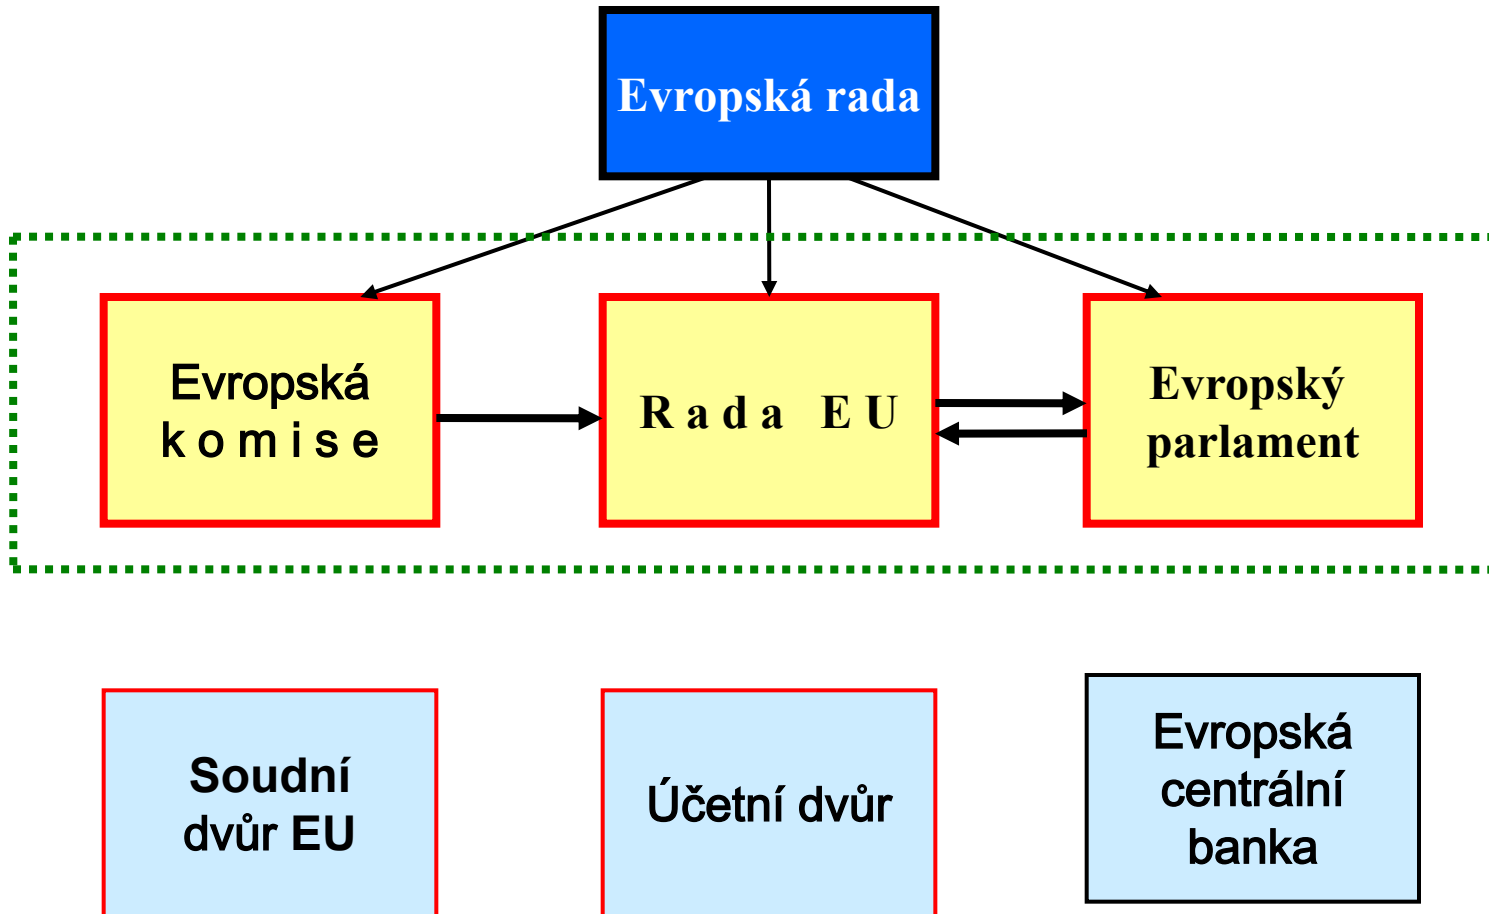 Evropská rada
Evropská
k o m i s e
R a d a E U
Evropský
parlament
Soudní
dvůr EU
Účetní dvůr
Evropská
centrální
banka